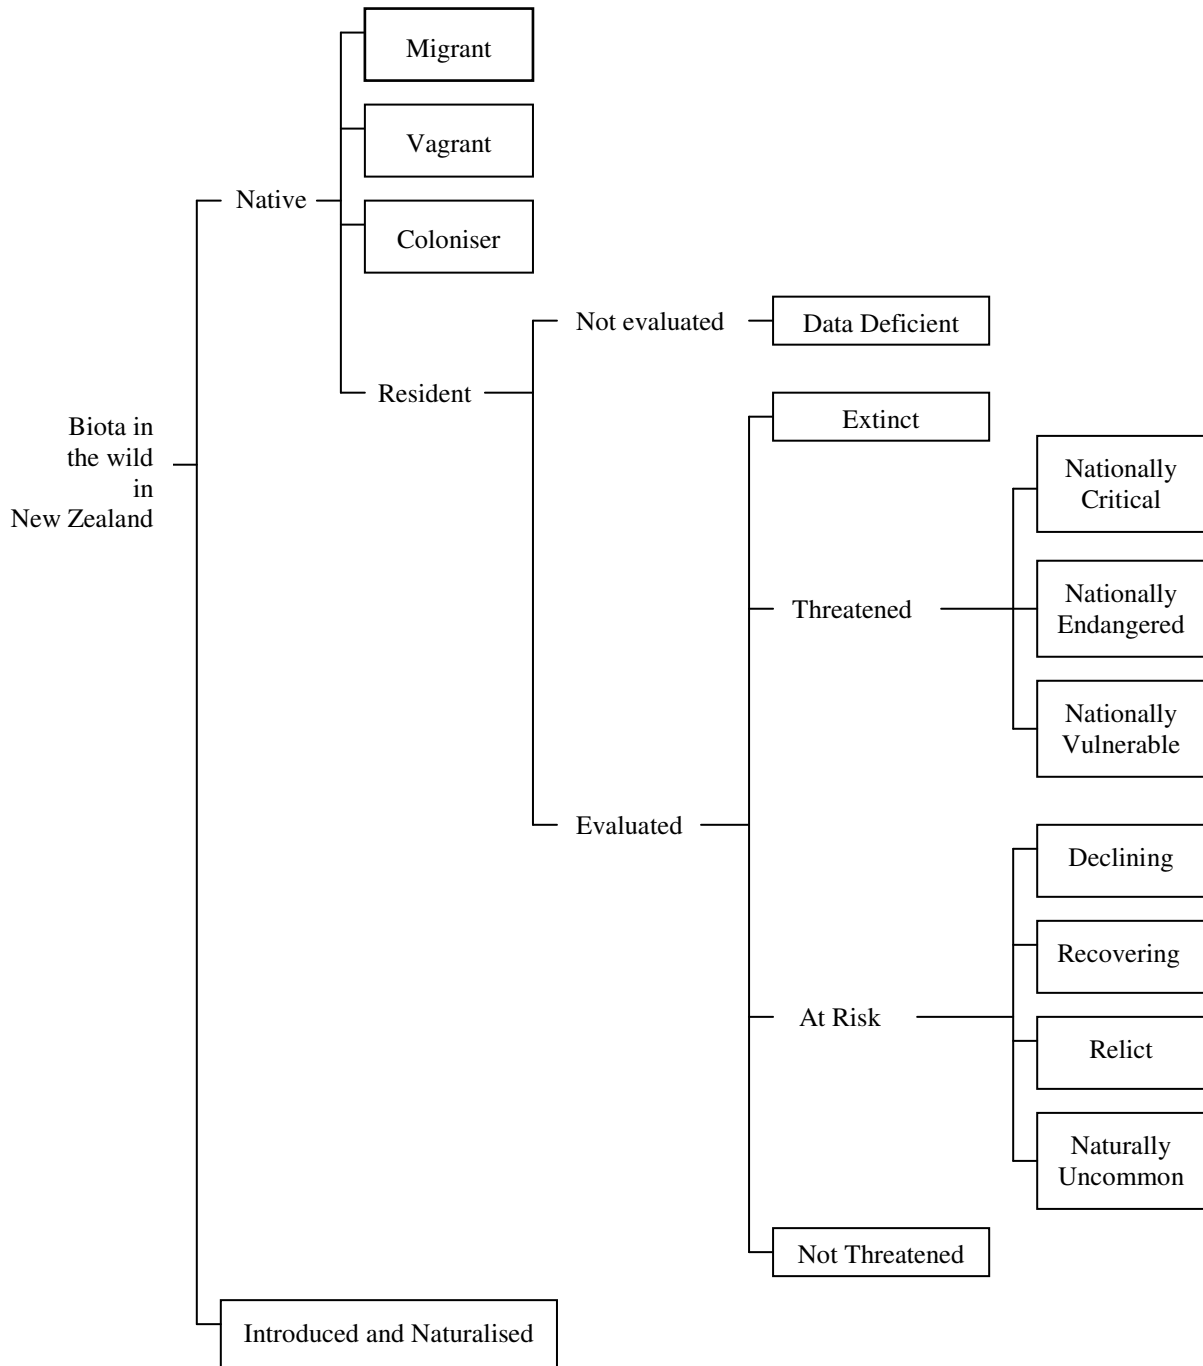 Migrant
Vagrant
Native
Coloniser
Not evaluated
Data Deficient
Resident
Extinct
Biota in
the wild
in
New Zealand
Nationally
Critical
Threatened
Nationally
Endangered
Nationally
Vulnerable
Evaluated
Declining
Recovering
At Risk
Relict
Naturally
Uncommon
Not Threatened
Introduced and Naturalised